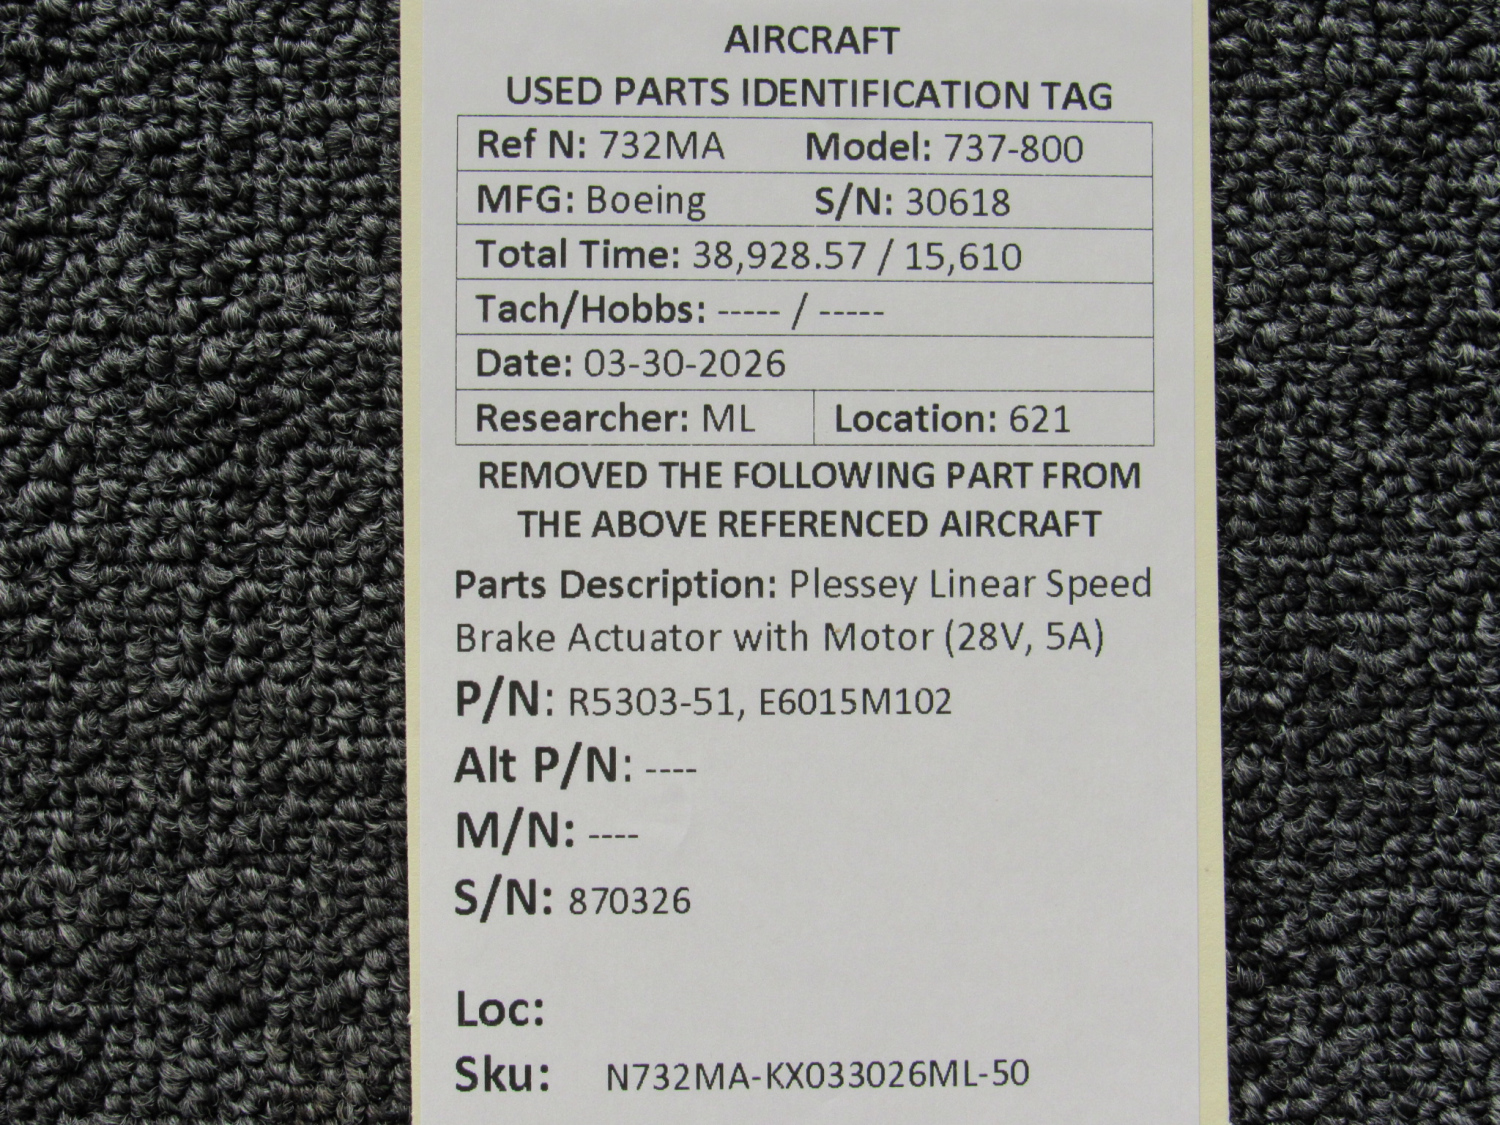 AIRCRAFT
USED PARTS IDENTIFICATION TAG
Ref N: 732MA Model: 737-800
MFG: Boeing S/N: 30618
Total Time: 38,928.57 / 15,610
Tach/Hobbs: ----- / -----
Date: 03-30-2026
Researcher: ML Location: 621
REMOVED THE FOLLOWING PART FROM
THE ABOVE REFERENCED AIRCRAFT
Parts Description: Plessey Linear Speed
Brake Actuator with Motor (28V, 5A)
P/N: R5303-51, E6015M102
Alt P/N: ----
M/N: ----
S/N: 870326
Loc:
Sku: N732MA-KX033026ML-50